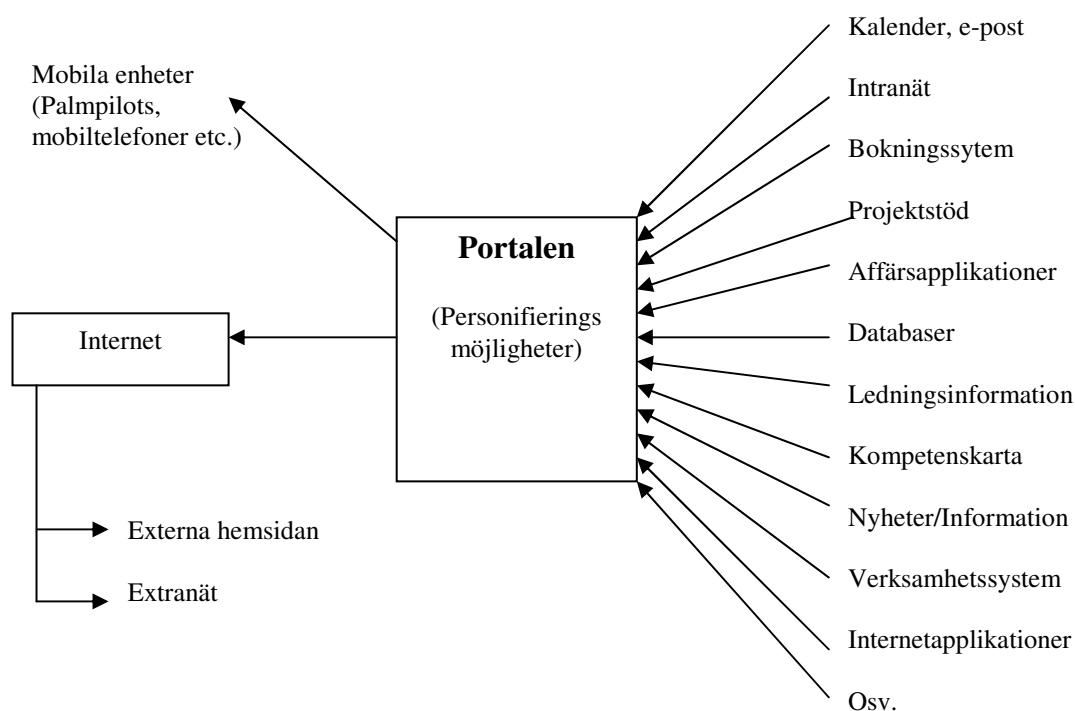 Mobila enheter
(Palmpilots,
mobiltelefoner etc.)
Portalen
(Personifierings
möjligheter)
Internet
Externa hemsidan
Extranät
Kalender, e-post
Intranät
Bokningssytem
Projektstöd
Affärsapplikationer
Databaser
Ledningsinformation
Kompetenskarta
Nyheter/Information
Verksamhetssystem
Internetapplikationer
Osv.